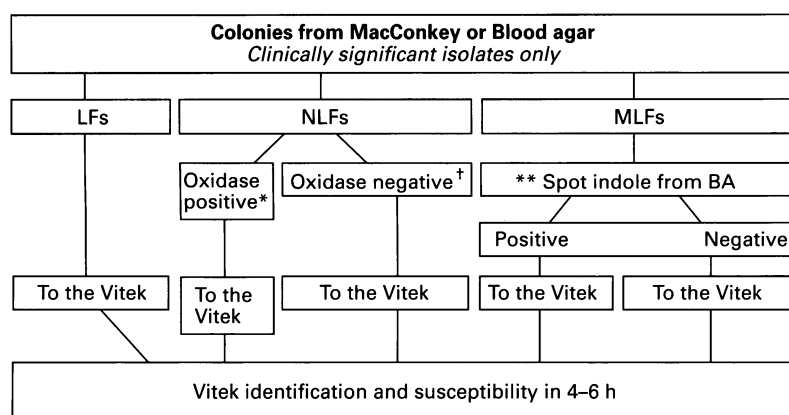 Colonies from MacConkey or Blood agar
Clinically significant isolates only
LFs
NLFs
MLFs
Oxidase
positive*
Oxidase negative†
** Spot indole from BA
Positive
Negative
To the Vitek
To the
Vitek
To the Vitek
To the Vitek
To the Vitek
Vitek identification and susceptibility in 4–6 h